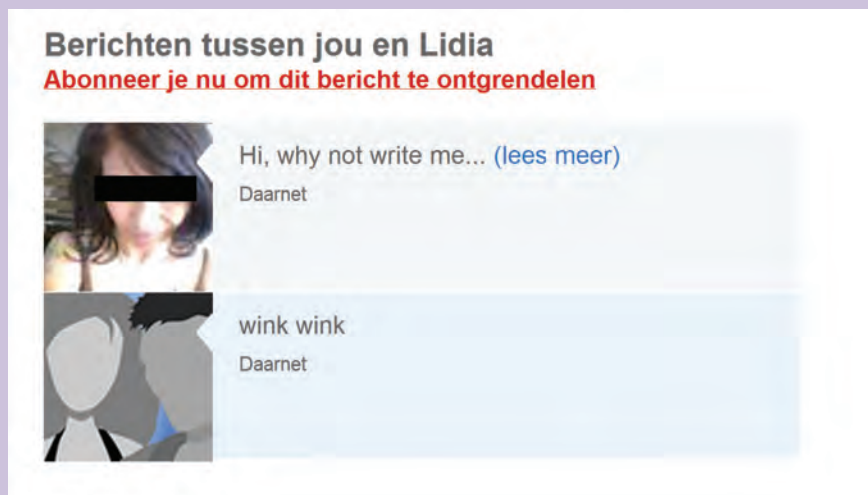 Berichten tussen jou en Lidia
Abonneer je nu om dit bericht te ontgrendelen
Hi, why not write me... (lees meer)
Daarnet
wink wink
Daarnet